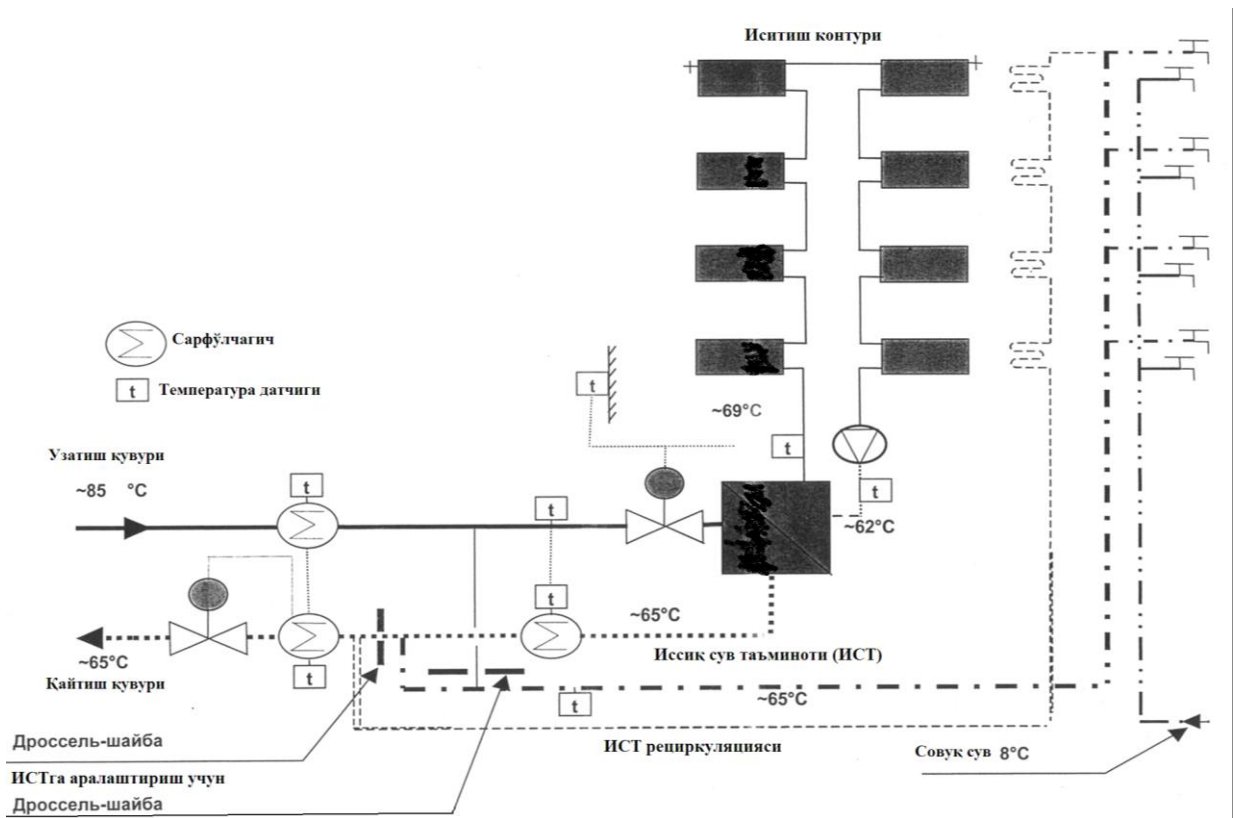 Иситиш контури
Сарфўлчагич
t
Температура датчиги
t
~69°C
t
Узатиш қувури
~85 °C
t
t
t
~62°C
t
~65°C
~65°C
Қайтиш қувури
t
Иссиқ сув таъминоти (ИСТ)
t
~65°C
Дроссель-шайба
ИСТ рециркуляцияси
Совуқ сув 8°C
ИСТга аралаштириш учун
Дроссель-шайба